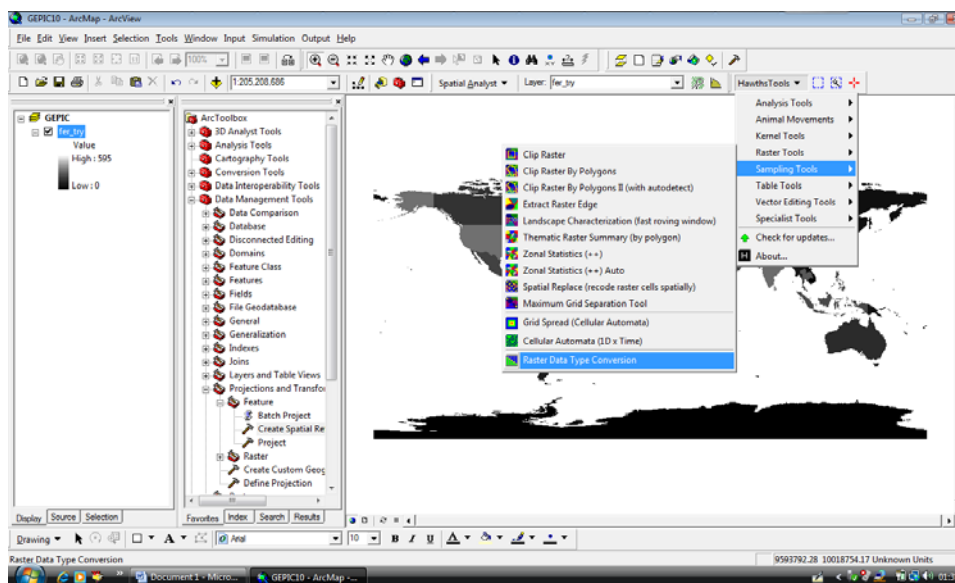 GEPIC10 - ArcMap - ArcView
File Edit View Insert Selection Tools Window Input Simulation Output Help
100%
1:205.208.686
Spatial Analyst
Layer: fer_try
HawthsTools
GEPIC
fer_try
Value
High : 595
Low : 0
Display Source Selection
ArcToolbox
3D Analyst Tools
Analysis Tools
Cartography Tools
Conversion Tools
Data Interoperability Tools
Data Management Tools
Data Comparison
Database
Disconnected Editing
Domains
Feature Class
Features
Fields
File Geodatabase
General
Generalization
Indexes
Joins
Layers and Table Views
Projections and Transfor
Feature
Batch Project
Create Spatial Re
Project
Raster
Create Custom Geog
Define Projection
Favorites Index Search Results
Clip Raster
Clip Raster By Polygons
Clip Raster By Polygons II (with autodetect)
Extract Raster Edge
Landscape Characterization (fast roving window)
Thematic Raster Summary (by polygon)
Zonal Statistics (++)
Zonal Statistics (++) Auto
Spatial Replace (recode raster cells spatially)
Maximum Grid Separation Tool
Grid Spread (Cellular Automata)
Cellular Automata (1D x Time)
Raster Data Type Conversion
Analysis Tools
Animal Movements
Kernel Tools
Raster Tools
Sampling Tools
Table Tools
Vector Editing Tools
Specialist Tools
Check for updates...
About...
Drawing
Arial
10
B I U A
Raster Data Type Conversion
9593792.28 10018754.17 Unknown Units
Document 1 - Micro...
GEPIC10 - ArcMap -...